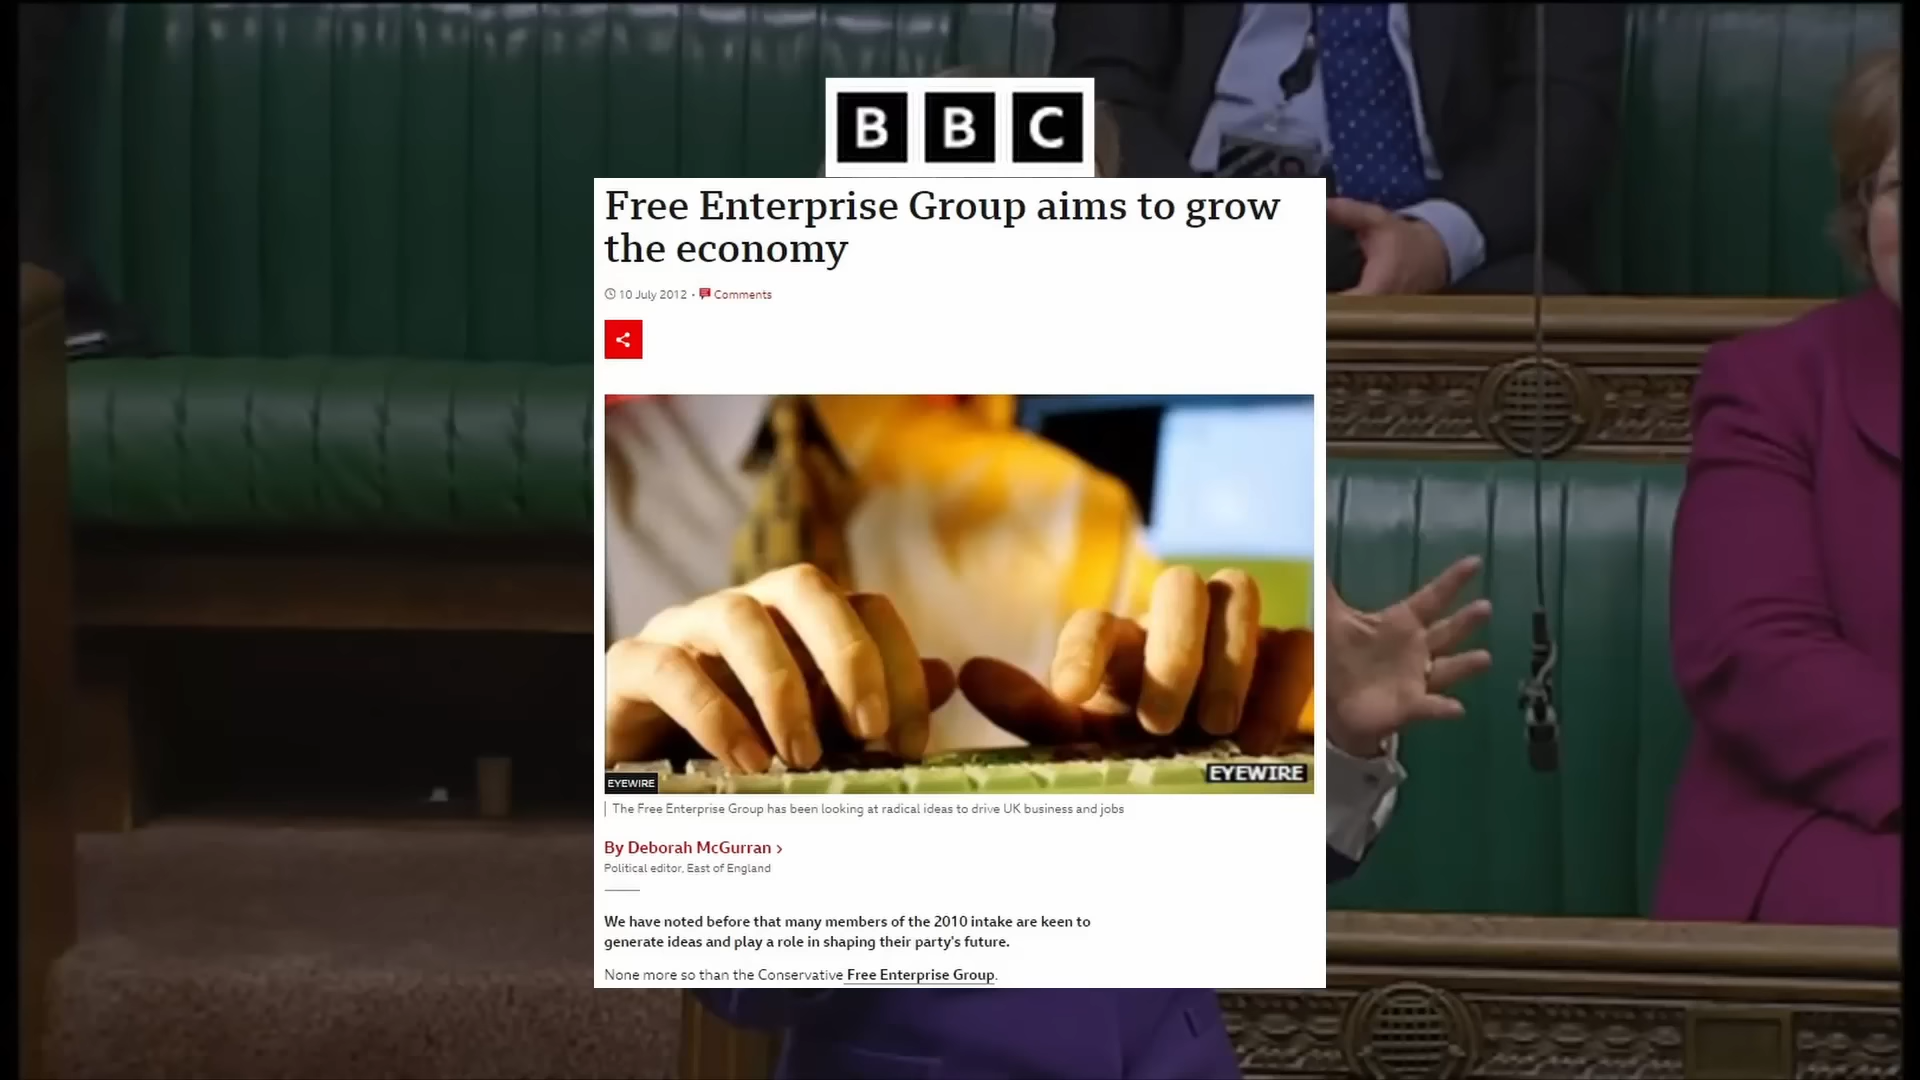 BBC
Free Enterprise Group aims to grow
the economy
10 July 2012 · Comments
EYEWIRE
EYEWIRE
The Free Enterprise Group has been looking at radical ideas to drive UK business and jobs
By Deborah McGurran ›
Political editor, East of England
We have noted before that many members of the 2010 intake are keen to
generate ideas and play a role in shaping their party's future.
None more so than the Conservative Free Enterprise Group.